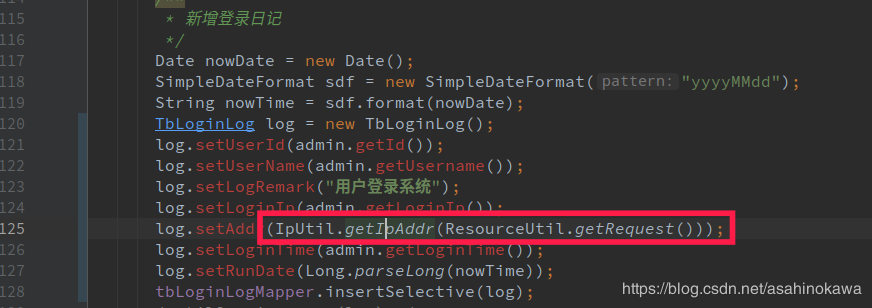 115 * 新增登录日记
116 */
117 Date nowDate = new Date();
118 SimpleDateFormat sdf = new SimpleDateFormat( pattern: "yyyyMMdd");
119 String nowTime = sdf.format(nowDate);
120 TbLoginLog log = new TbLoginLog();
121 log.setUserId(admin.getId());
122 log.setUserName(admin.getUsername());
123 log.setLogRemark("用户登录系统");
124 log.setLoginIp(admin.getLoginIp());
125 log.setAddr(IpUtil.getIpAddr(ResourceUtil.getRequest()));
126 log.setLoginTime(admin.getLoginTime());
127 log.setRunDate(Long.parseLong(nowTime));
128 tbLoginLogMapper.insertSelective(log);
https://blog.csdn.net/asahinokawa